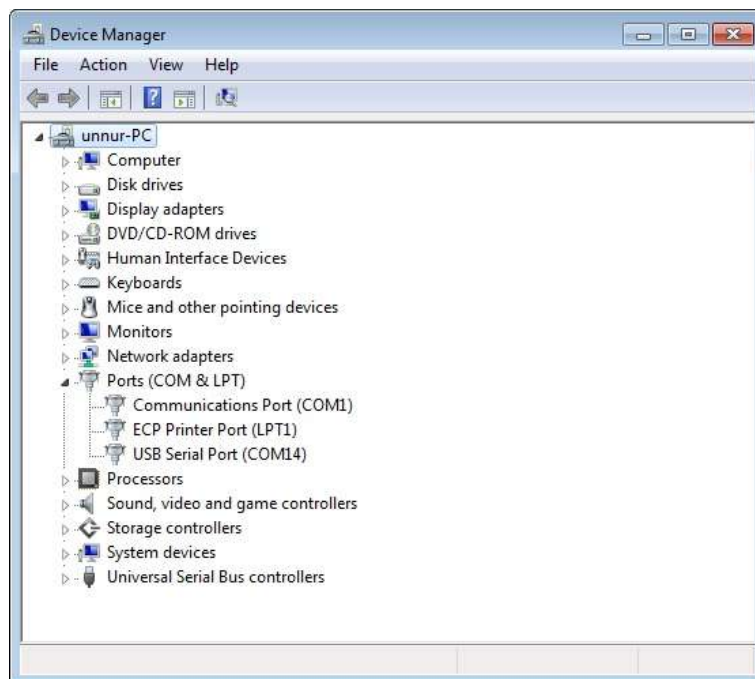 Device Manager
File Action View Help
unnur-PC
Computer
Disk drives
Display adapters
DVD/CD-ROM drives
Human Interface Devices
Keyboards
Mice and other pointing devices
Monitors
Network adapters
Ports (COM & LPT)
Communications Port (COM1)
ECP Printer Port (LPT1)
USB Serial Port (COM14)
Processors
Sound, video and game controllers
Storage controllers
System devices
Universal Serial Bus controllers